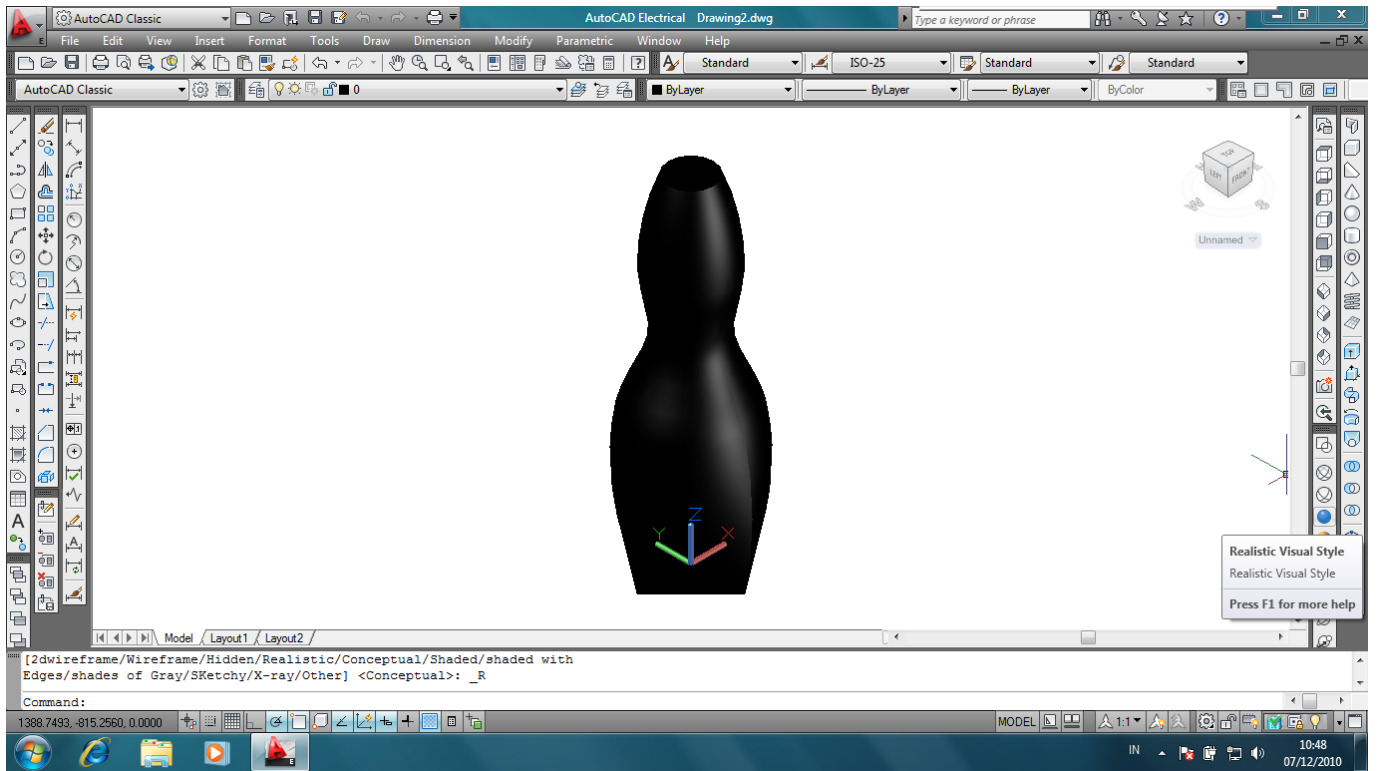 AutoCAD Classic
AutoCAD Electrical Drawing2.dwg
Type a keyword or phrase
E
File Edit View Insert Format Tools Draw Dimension Modify Parametric Window Help
Standard ISO-25 Standard Standard
AutoCAD Classic 0 ByLayer ByLayer ByLayer ByColor
TOP
LEFT FRONT
Unnamed
Z
Y X
Realistic Visual Style
Realistic Visual Style
Press F1 for more help
Model Layout1 Layout2
[2dwireframe/Wireframe/Hidden/Realistic/Conceptual/Shaded/shaded with
Edges/shades of Gray/SKetchy/X-ray/Other] <Conceptual>: _R
Command:
1388.7493, -815.2560, 0.0000 MODEL 1:1
IN 10:48
07/12/2010